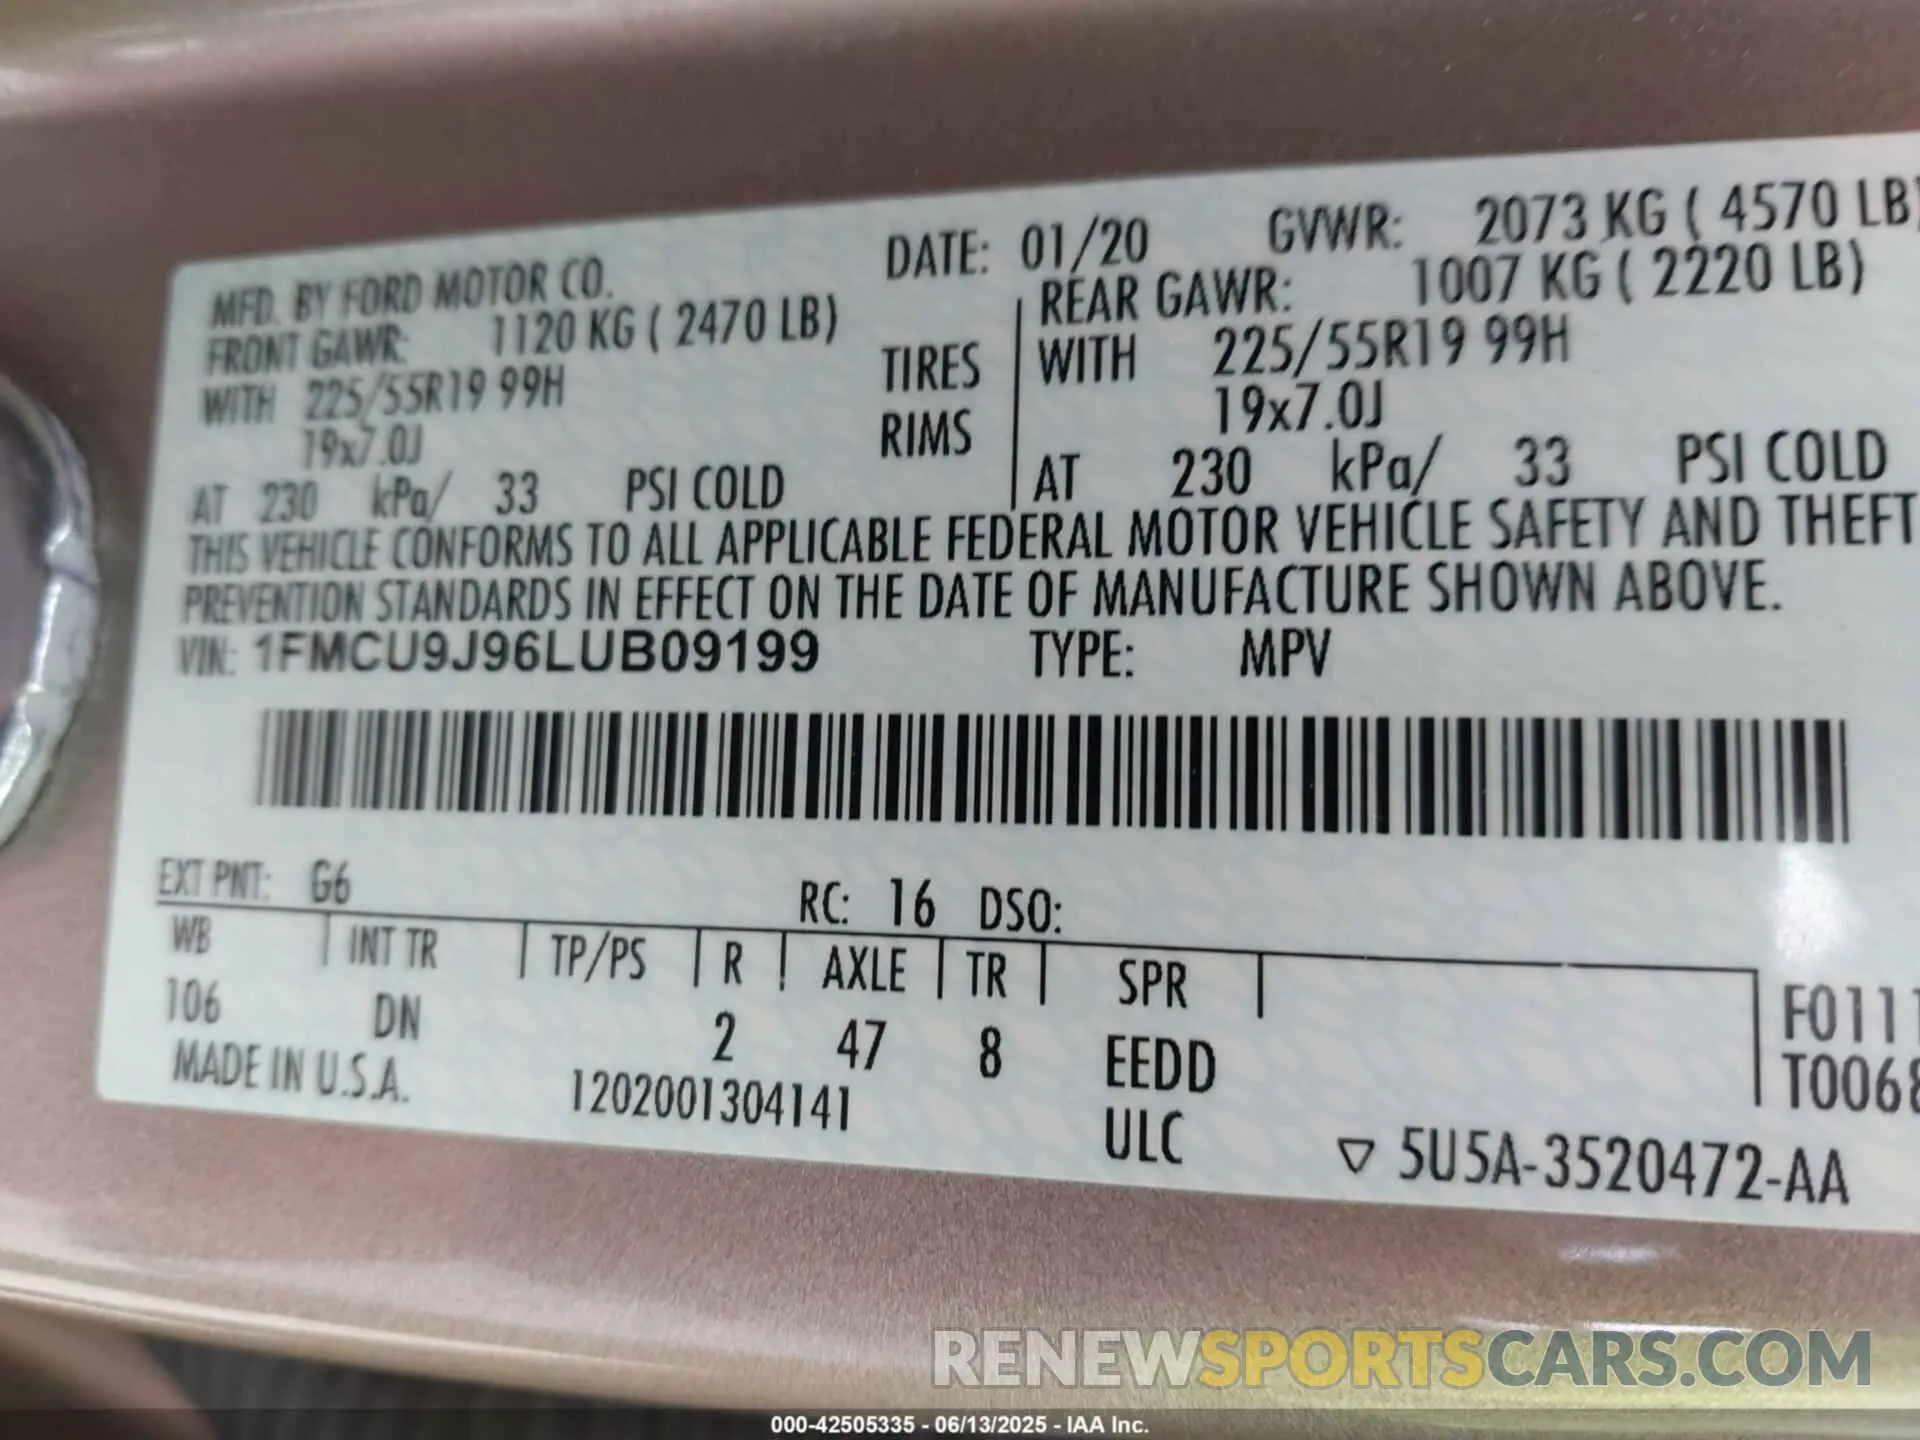 MFD. BY FORD MOTOR CO. DATE: 01/20 GVWR: 2073 KG ( 4570 LB)
FRONT GAWR: 1120 KG ( 2470 LB) REAR GAWR: 1007 KG ( 2220 LB)
WITH 225/55R19 99H TIRES WITH 225/55R19 99H
19x7.0J RIMS 19x7.0J
AT 230 kPa/ 33 PSI COLD AT 230 kPa/ 33 PSI COLD
THIS VEHICLE CONFORMS TO ALL APPLICABLE FEDERAL MOTOR VEHICLE SAFETY AND THEFT
PREVENTION STANDARDS IN EFFECT ON THE DATE OF MANUFACTURE SHOWN ABOVE.
VIN: 1FMCU9J96LUB09199 TYPE: MPV
EXT PNT: G6 RC: 16 DSO:
WB INT TR TP/PS R AXLE TR SPR
106 DN 2 47 8 EEDD
F0111
T0068
MADE IN U.S.A. 1202001304141 ULC
▽ 5U5A-3520472-AA
RENEWSPORTSCARS.COM
000-42505335 - 06/13/2025 - IAA Inc.